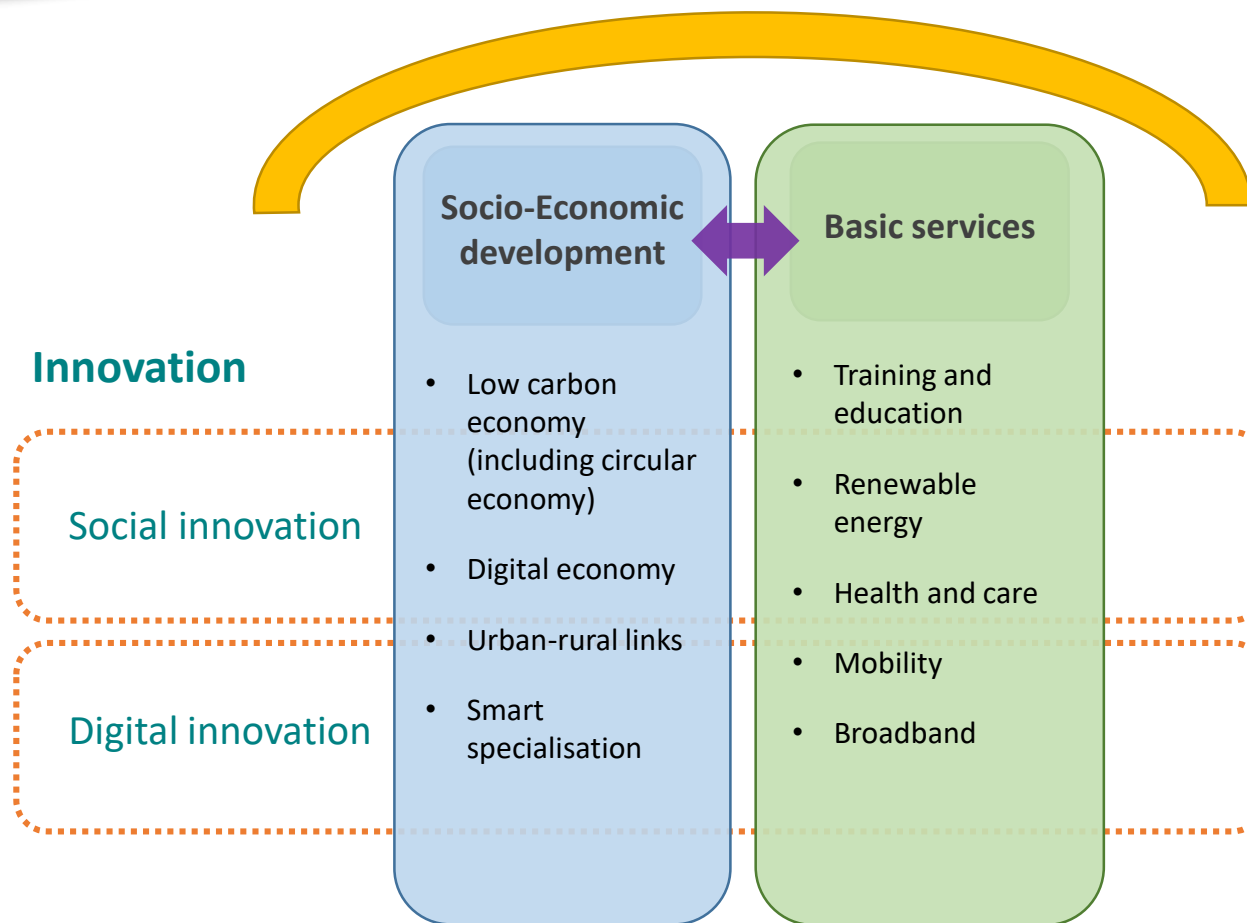 Socio-Economic
development
Basic services
Innovation
Social innovation
Digital innovation
• Low carbon
economy
(including circular
economy)
• Digital economy
• Urban-rural links
• Smart
specialisation
• Training and
education
• Renewable
energy
• Health and care
• Mobility
• Broadband